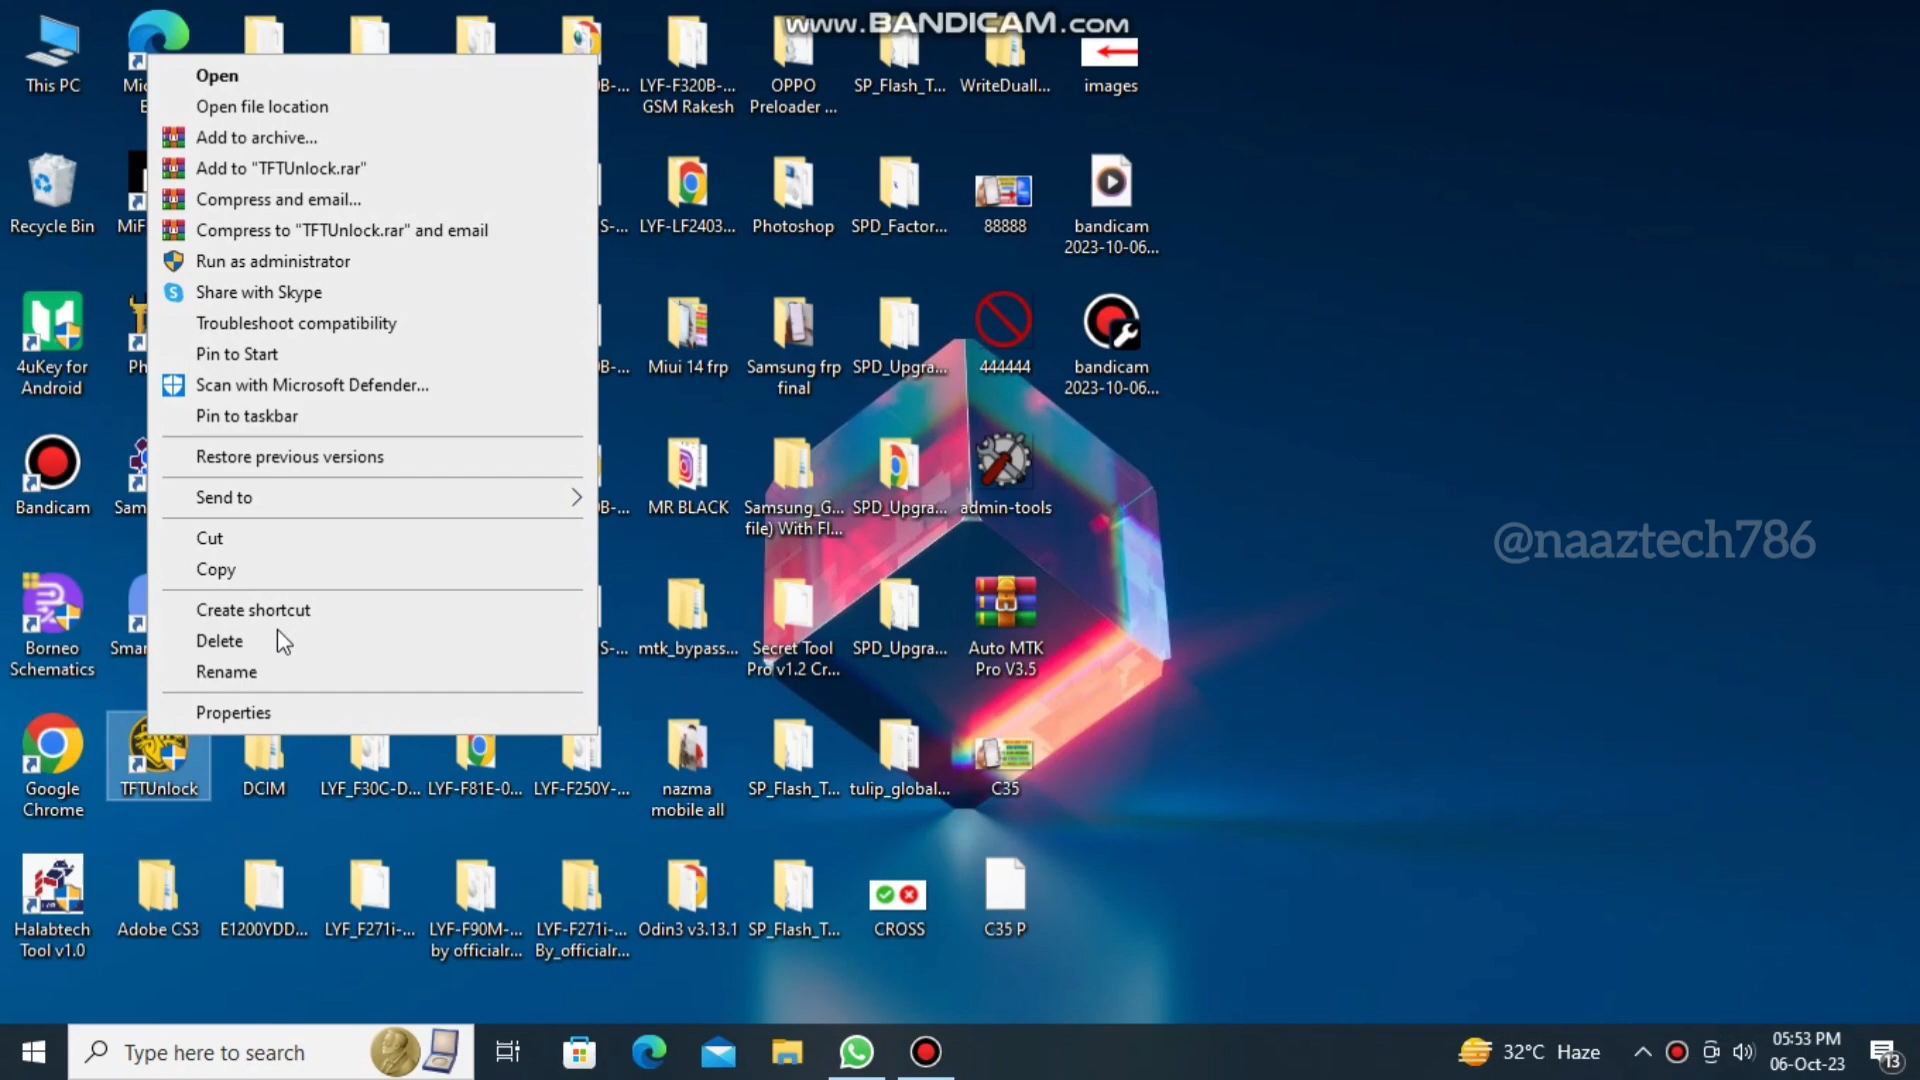 www.BANDICAM.com
This PC
LYF-F320B-...
GSM Rakesh
OPPO
Preloader ...
SP_Flash_T...
WriteDuall...
images
Open
Open file location
Add to archive...
Add to "TFTUnlock.rar"
Compress and email...
Compress to "TFTUnlock.rar" and email
Run as administrator
Share with Skype
Troubleshoot compatibility
Pin to Start
Scan with Microsoft Defender...
Pin to taskbar
Restore previous versions
Send to
Cut
Copy
Create shortcut
Delete
Rename
Properties
Recycle Bin
MiF
LYF-LF2403...
Photoshop
SPD_Factor...
88888
bandicam
2023-10-06...
4uKey for
Android
Ph
Miui 14 frp
Samsung frp
final
SPD_Upgra...
444444
bandicam
2023-10-06...
Bandicam
Sam
MR BLACK
Samsung_G...
file) With Fl...
SPD_Upgra...
admin-tools
@naaztech786
Borneo
Schematics
Smar
mtk_bypass...
Secret Tool
Pro v1.2 Cr...
SPD_Upgra...
Auto MTK
Pro V3.5
Google
Chrome
TFTUnlock
DCIM
LYF_F30C-D...
LYF-F81E-0...
LYF-F250Y-...
nazma
mobile all
SP_Flash_T...
tulip_global...
C35
Halabtech
Tool v1.0
Adobe CS3
E1200YDD...
LYF_F271i-...
LYF-F90M-...
by officialr...
LYF-F271i-...
By_officialr...
Odin3 v3.13.1
SP_Flash_T...
CROSS
C35 P
Type here to search
32°C Haze
05:53 PM
06-Oct-23
13